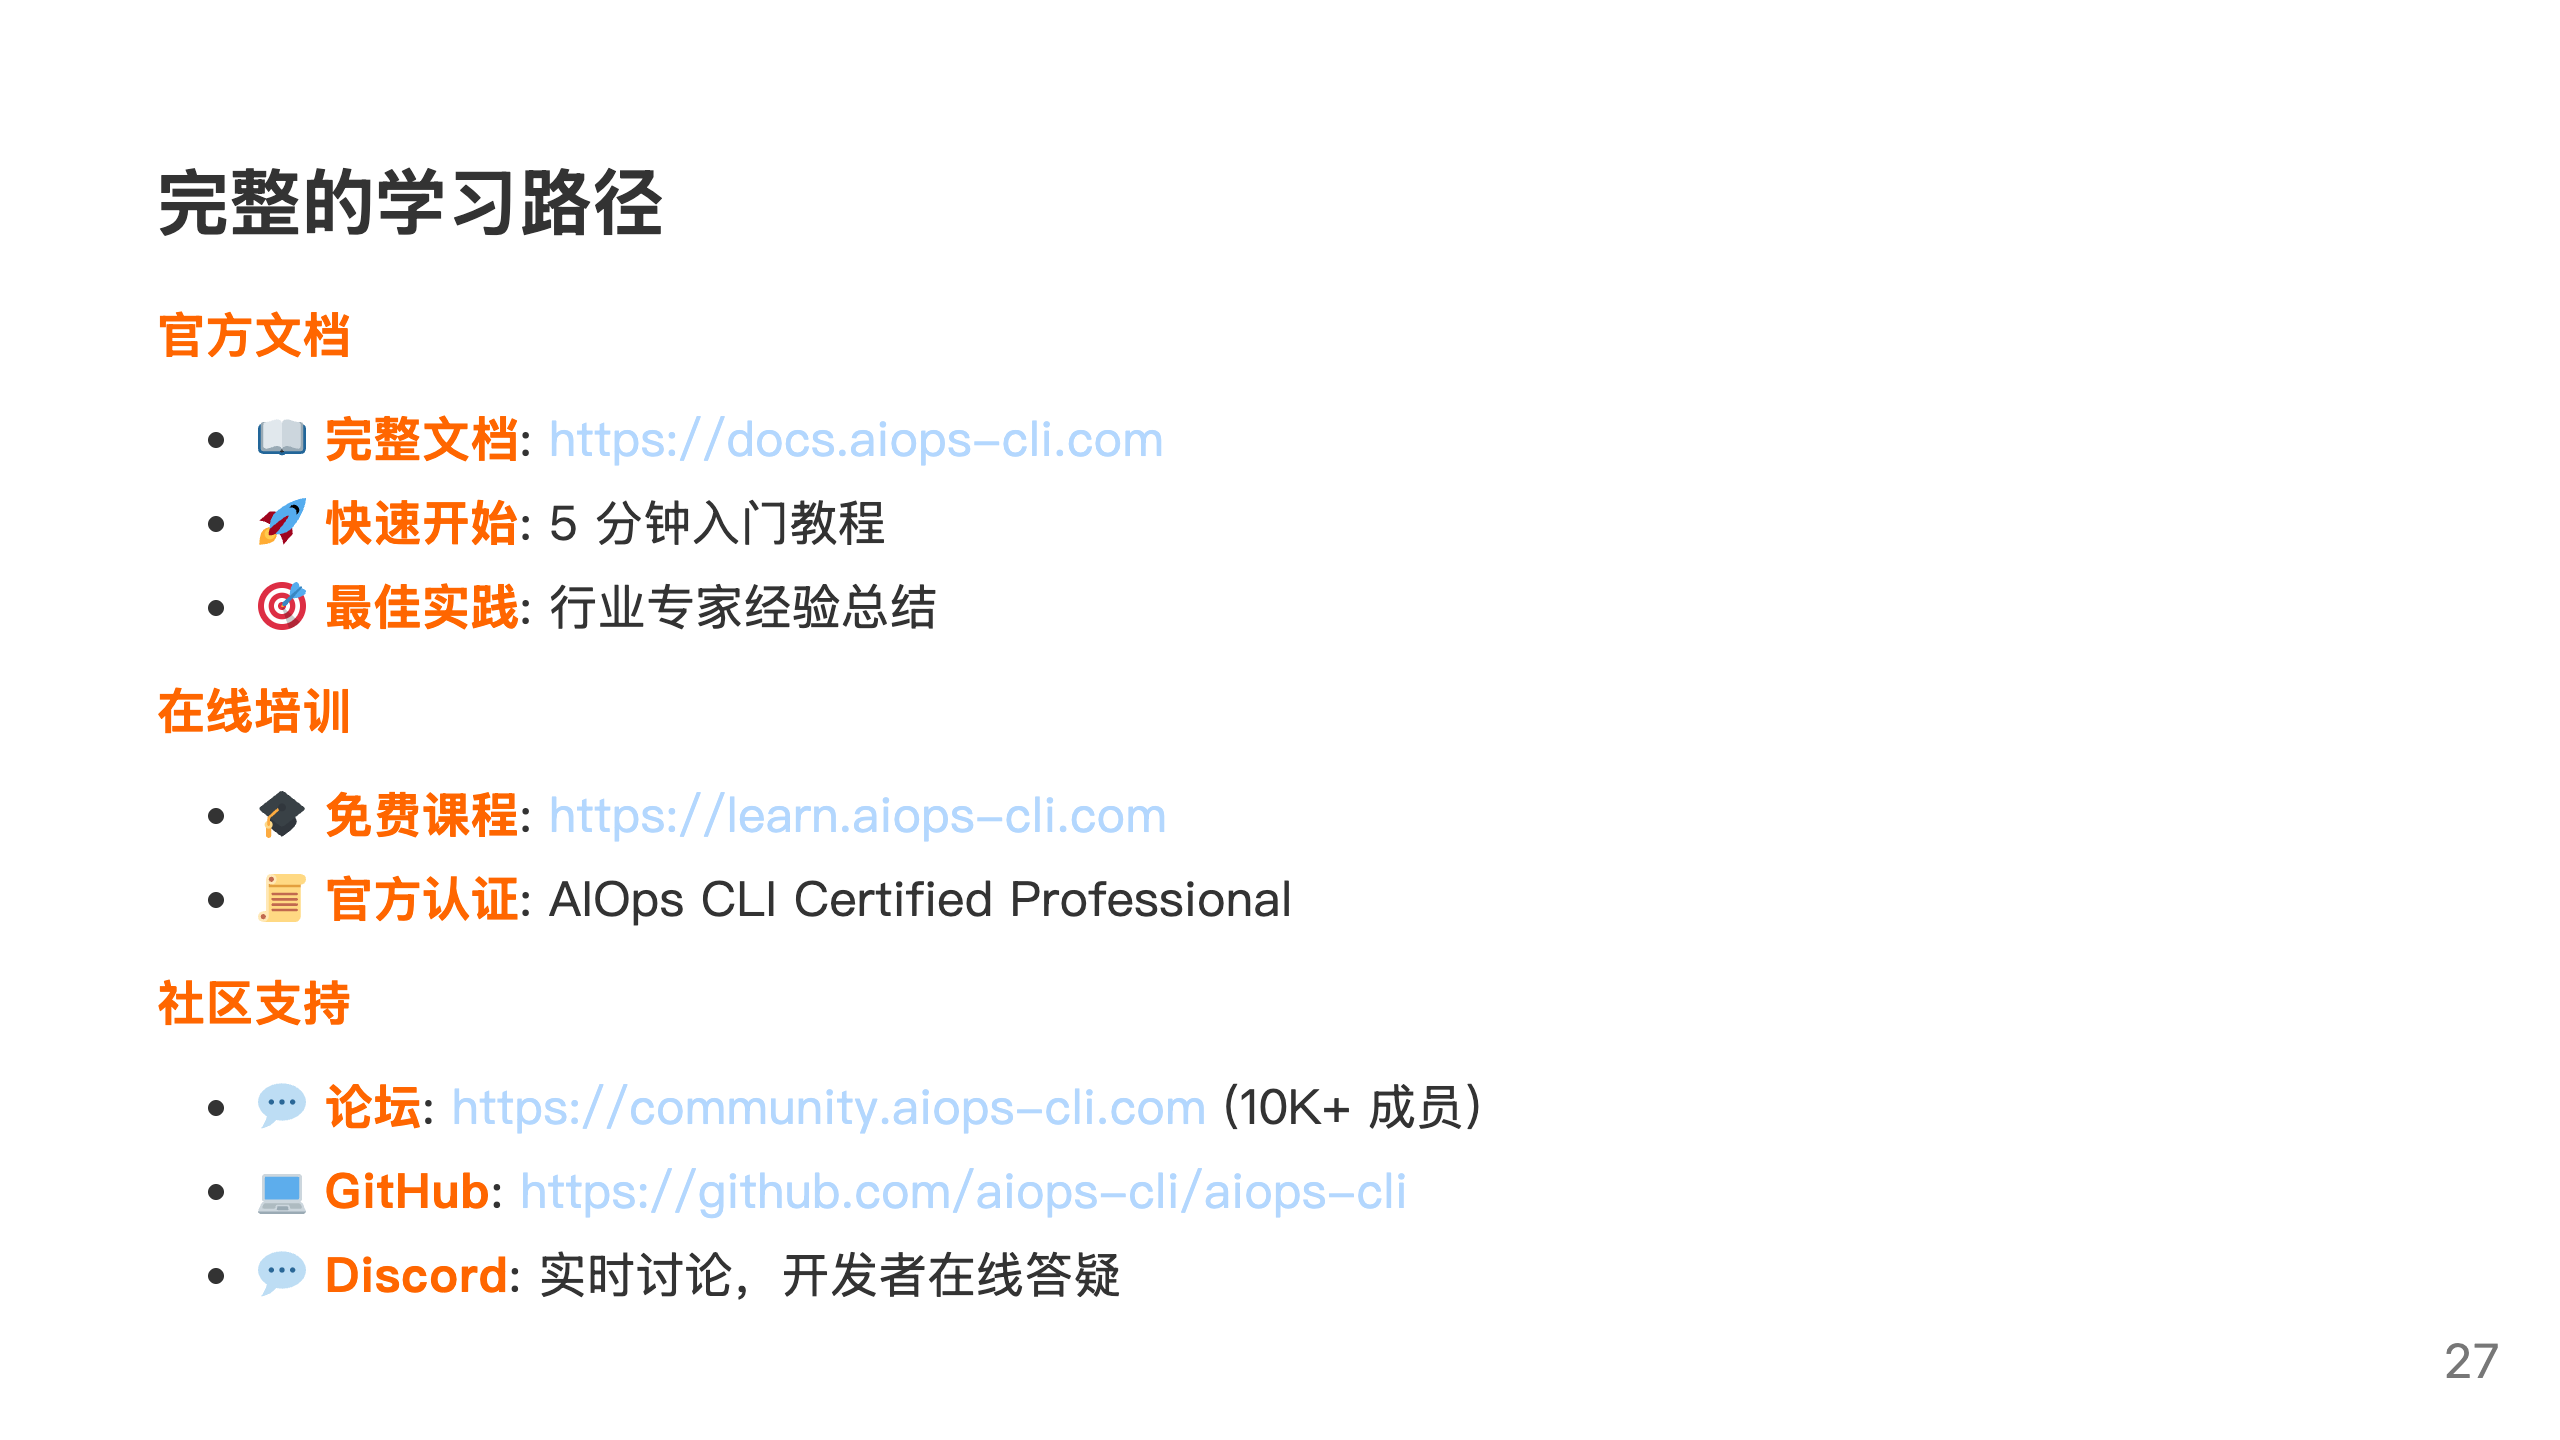 完整的学习路径
官方文档
• 📖 完整文档: https://docs.aiops-cli.com
• 🚀 快速开始: 5 分钟入门教程
• 🎯 最佳实践: 行业专家经验总结
在线培训
• 🎓 免费课程: https://learn.aiops-cli.com
• 📜 官方认证: AIOps CLI Certified Professional
社区支持
• 💬 论坛: https://community.aiops-cli.com (10K+ 成员)
• 💻 GitHub: https://github.com/aiops-cli/aiops-cli
• 💬 Discord: 实时讨论，开发者在线答疑
27